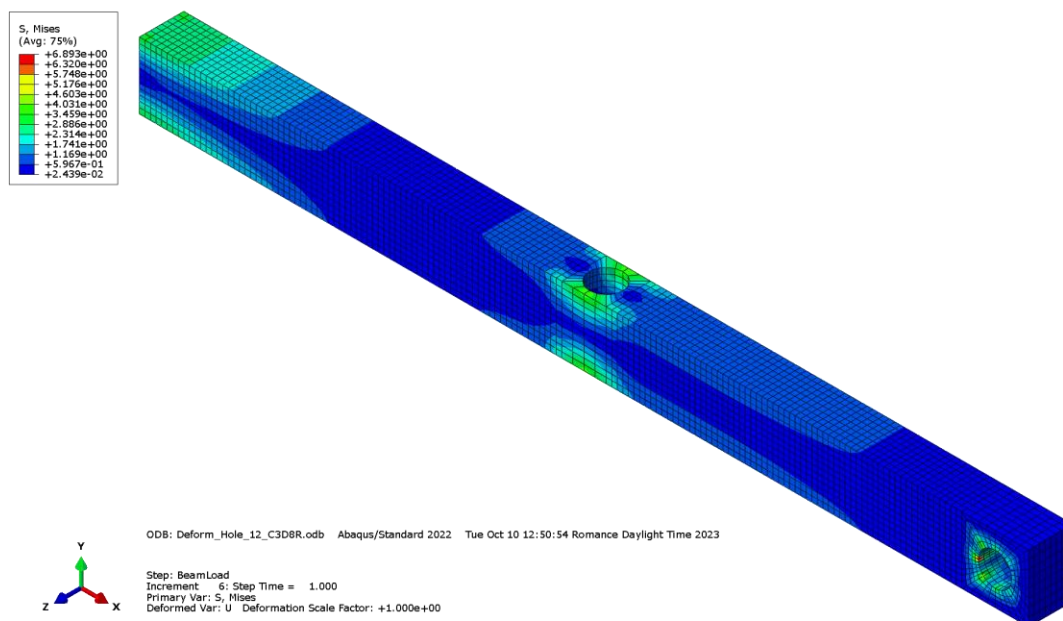 S, Mises
(Avg: 75%)
+6.893e+00
+6.320e+00
+5.748e+00
+5.176e+00
+4.603e+00
+4.031e+00
+3.459e+00
+2.886e+00
+2.314e+00
+1.741e+00
+1.169e+00
+5.967e-01
+2.439e-02
ODB: Deform_Hole_12_C3D8R.odb Abaqus/Standard 2022 Tue Oct 10 12:50:54 Romance Daylight Time 2023
Y
Z X
Step: BeamLoad
Increment 6: Step Time = 1.000
Primary Var: S, Mises
Deformed Var: U Deformation Scale Factor: +1.000e+00